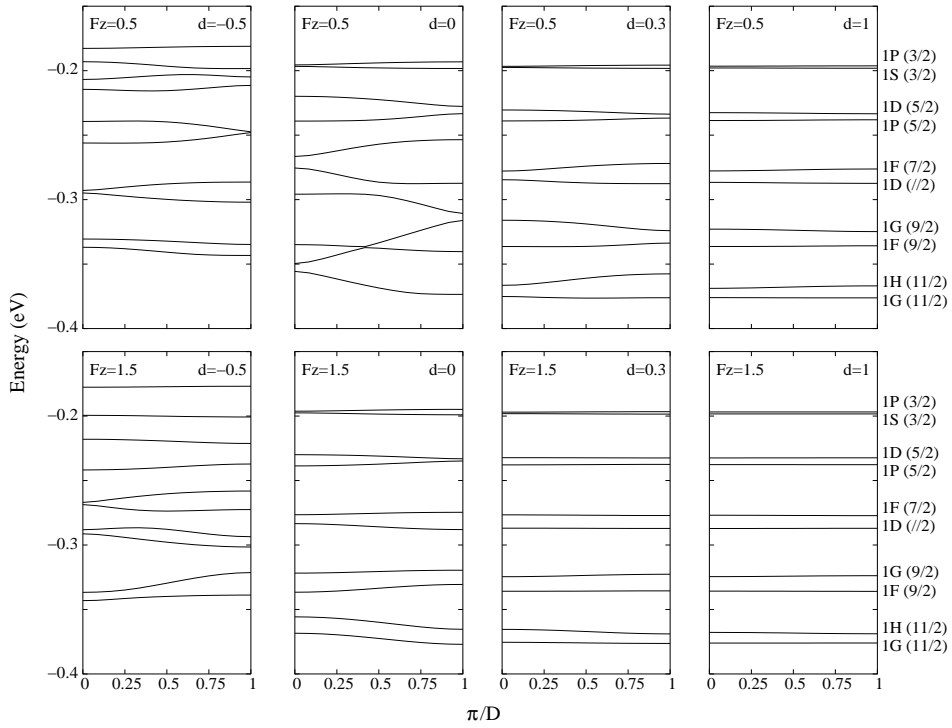 Fz=0.5 d=−0.5 Fz=0.5 d=0 Fz=0.5 d=0.3 Fz=0.5 d=1
1P (3/2)
−0.2
1S (3/2)
1D (5/2)
1P (5/2)
1F (7/2)
−0.3
1D (//2)
1G (9/2)
1F (9/2)
1H (11/2)
1G (11/2)
−0.4
Energy (eV)
Fz=1.5 d=−0.5 Fz=1.5 d=0 Fz=1.5 d=0.3 Fz=1.5 d=1
1P (3/2)
−0.2
1S (3/2)
1D (5/2)
1P (5/2)
1F (7/2)
1D (//2)
−0.3
1G (9/2)
1F (9/2)
1H (11/2)
1G (11/2)
−0.4
0 0.25 0.5 0.75 1 0 0.25 0.5 0.75 1 0 0.25 0.5 0.75 1 0 0.25 0.5 0.75 1
π/D